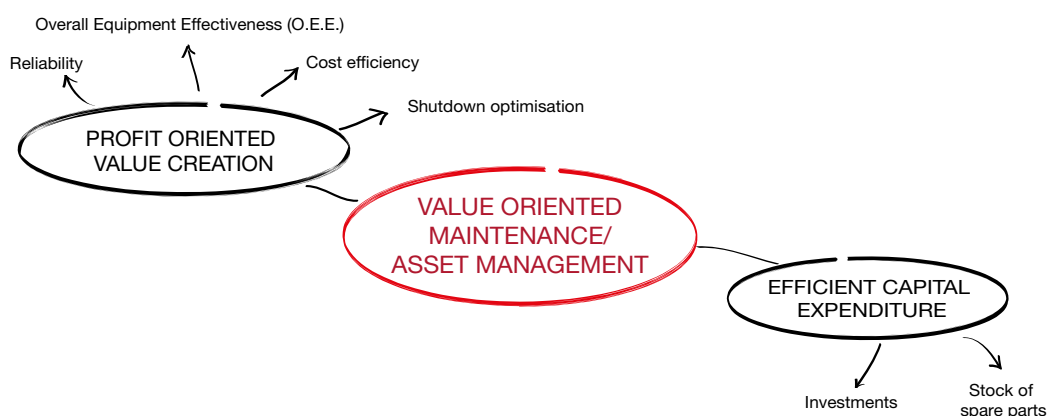 Overall Equipment Effectiveness (O.E.E.)
Reliability
Cost efficiency
Shutdown optimisation
PROFIT ORIENTED
VALUE CREATION
VALUE ORIENTED
MAINTENANCE/
ASSET MANAGEMENT
EFFICIENT CAPITAL
EXPENDITURE
Investments
Stock of
spare parts